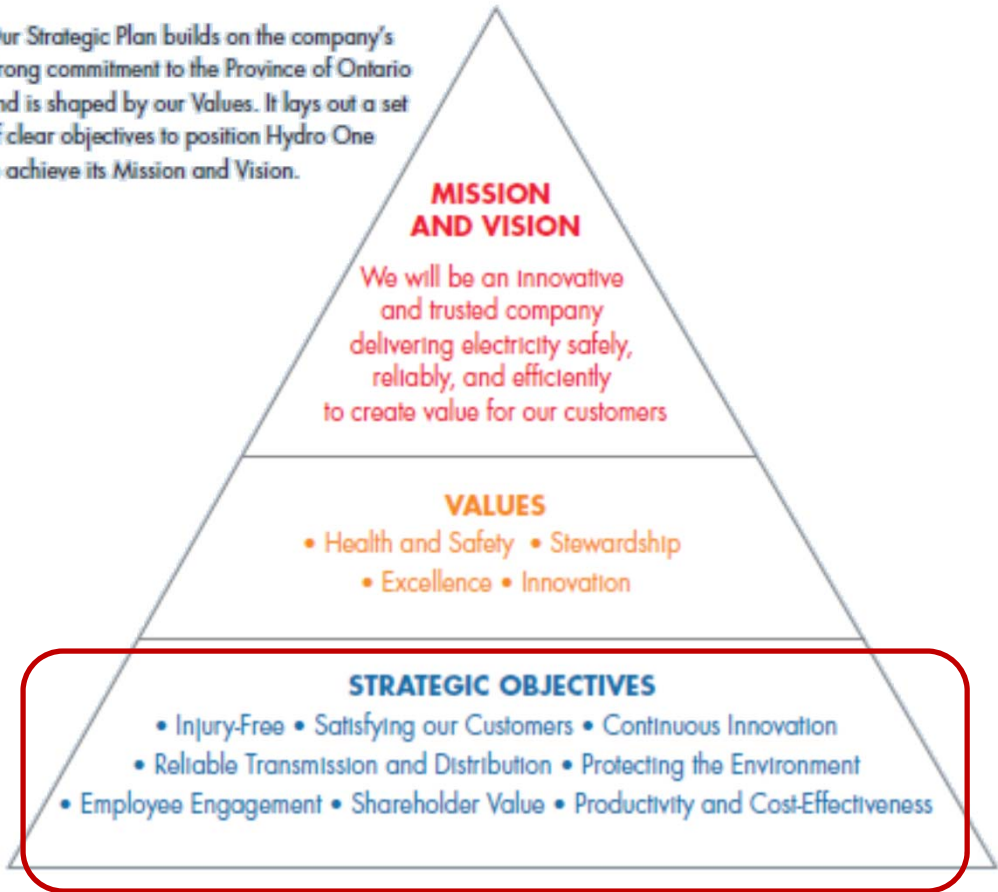 ur Strategic Plan builds on the company's
rong commitment to the Province of Ontario
nd is shaped by our Values. It lays out a set
f clear objectives to position Hydro One
achieve its Mission and Vision.
MISSION
AND VISION
We will be an innovative
and trusted company
delivering electricity safely,
reliably, and efficiently
to create value for our customers
VALUES
• Health and Safety • Stewardship
• Excellence • Innovation
STRATEGIC OBJECTIVES
• Injury-Free • Satisfying our Customers • Continuous Innovation
• Reliable Transmission and Distribution • Protecting the Environment
• Employee Engagement • Shareholder Value • Productivity and Cost-Effectiveness